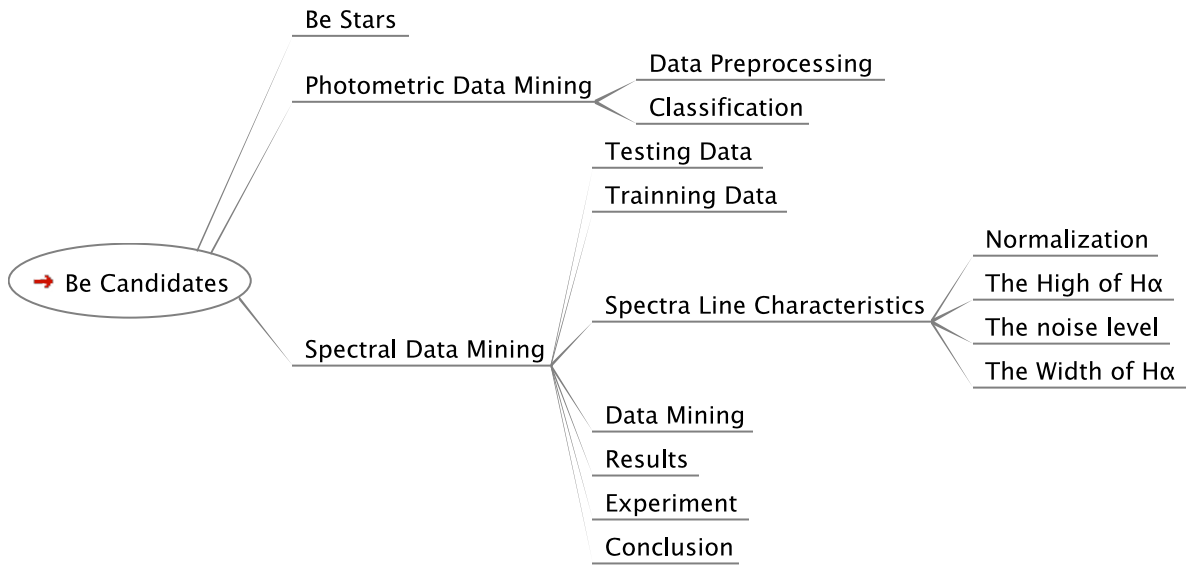 Be Stars
Photometric Data Mining
Data Preprocessing
Classification
Testing Data
Trainning Data
Be Candidates
Spectral Data Mining
Spectra Line Characteristics
Normalization
The High of Hα
The noise level
The Width of Hα
Data Mining
Results
Experiment
Conclusion